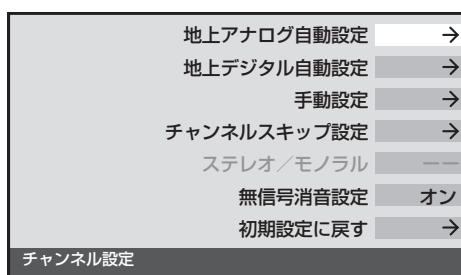 地上アナログ自動設定 →
地上デジタル自動設定 →
手動設定 →
チャンネルスキップ設定 →
ステレオ／モノラル ーー
無信号消音設定 オン
初期設定に戻す →
チャンネル設定